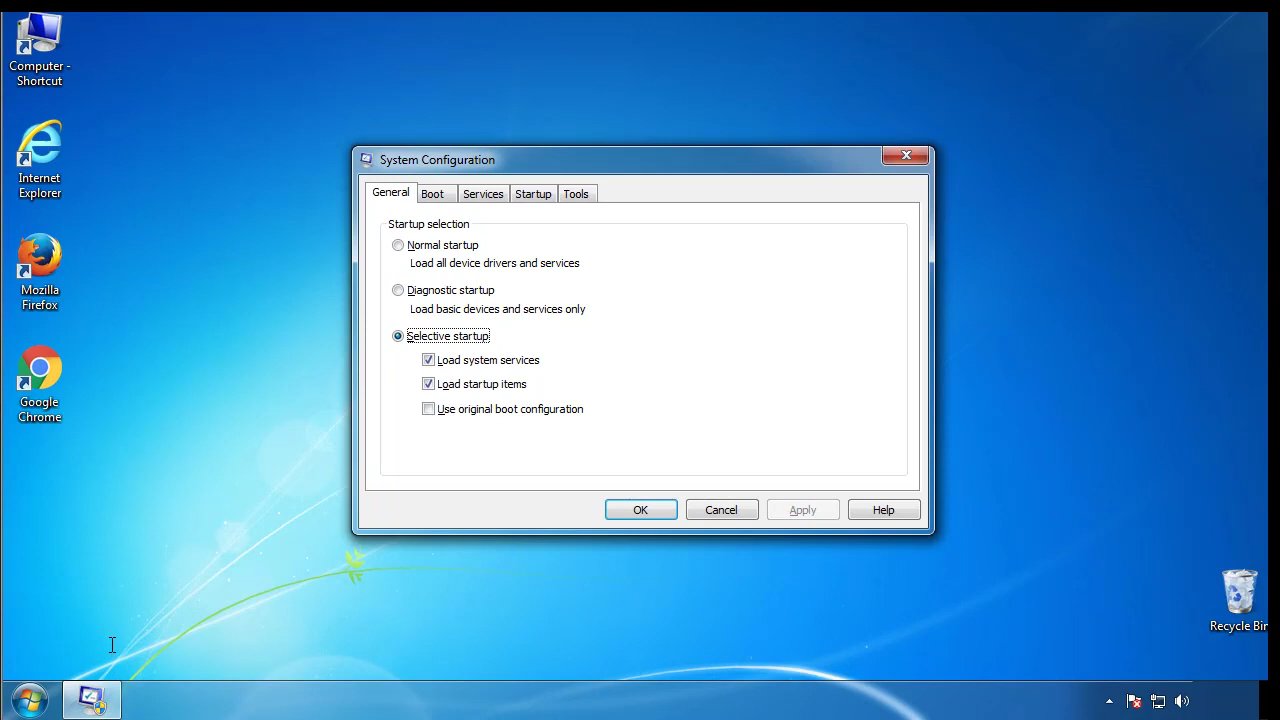 Computer -
Shortcut
Internet
Explorer
Mozilla
Firefox
Google
Chrome
System Configuration
General Boot Services Startup Tools
Startup selection
Normal startup
Load all device drivers and services
Diagnostic startup
Load basic devices and services only
Selective startup
Load system services
Load startup items
Use original boot configuration
OK Cancel Apply Help
Recycle Bin